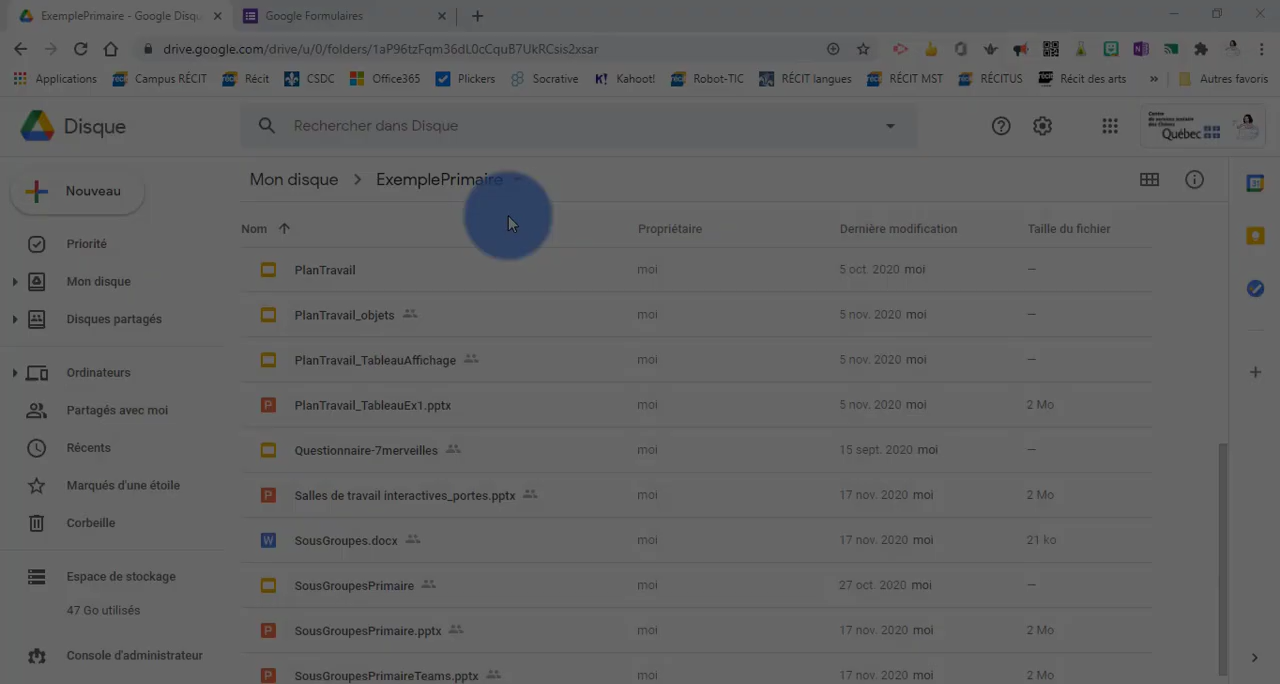 ExemplePrimaire - Google Disqu
Google Formulaires
drive.google.com/drive/u/0/folders/1aP96tzFqm36dL0cCquB7UkRCsis2xsar
Applications
Campus RÉCIT
Récit
CSDC
Office365
Plickers
Socrative
Kahoot!
Robot-TIC
RÉCIT langues
RÉCIT MST
RÉCITUS
Récit des arts
»
Autres favoris
Disque
Rechercher dans Disque
Québec
Nouveau
Mon disque > ExemplePrimaire
Nom Propriétaire Dernière modification Taille du fichier
Priorité
Mon disque
Disques partagés
Ordinateurs
Partagés avec moi
Récents
Marqués d'une étoile
Corbeille
Espace de stockage
47 Go utilisés
Console d'administrateur
PlanTravail moi 5 oct. 2020 moi —
PlanTravail_objets moi 5 nov. 2020 moi —
PlanTravail_TableauAffichage moi 5 nov. 2020 moi —
PlanTravail_TableauEx1.pptx moi 5 nov. 2020 moi 2 Mo
Questionnaire-7merveilles moi 15 sept. 2020 moi —
Salles de travail interactives_portes.pptx moi 17 nov. 2020 moi 2 Mo
SousGroupes.docx moi 17 nov. 2020 moi 21 ko
SousGroupesPrimaire moi 27 oct. 2020 moi —
SousGroupesPrimaire.pptx moi 17 nov. 2020 moi 2 Mo
SousGroupesPrimaireTeams.pptx moi 17 nov. 2020 moi 2 Mo